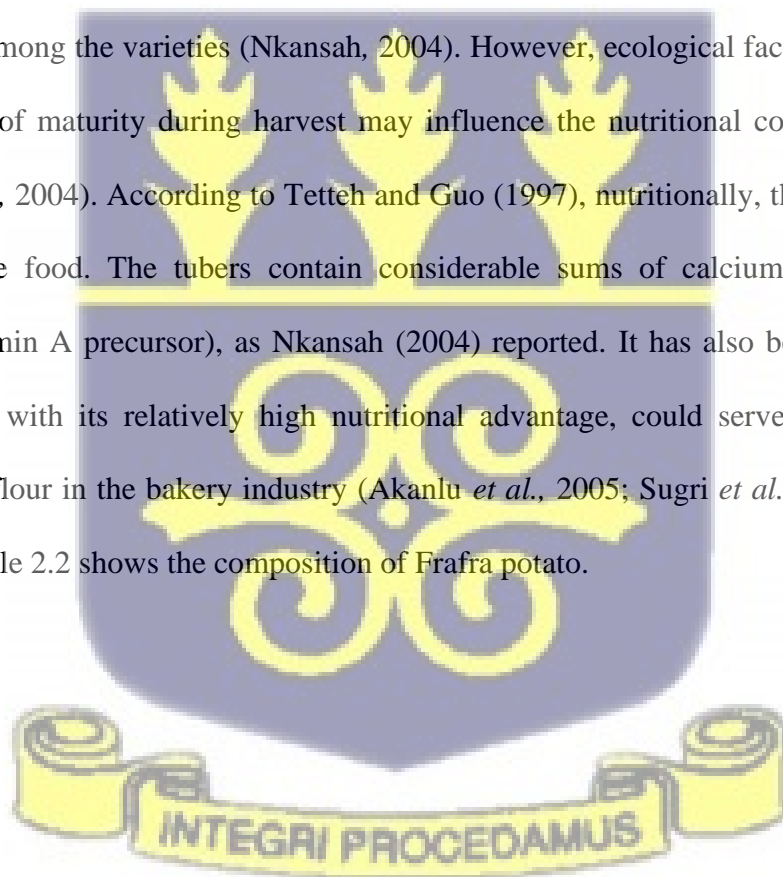 mong the varieties (Nkansah, 2004). However, ecological fac
of maturity during harvest may influence the nutritional co
, 2004). According to Tetteh and Guo (1997), nutritionally, th
e food. The tubers contain considerable sums of calcium
min A precursor), as Nkansah (2004) reported. It has also be
with its relatively high nutritional advantage, could serve
flour in the bakery industry (Akanlu et al., 2005; Sugri et al.
le 2.2 shows the composition of Frafra potato.
INTEGRI PROCEDAMUS